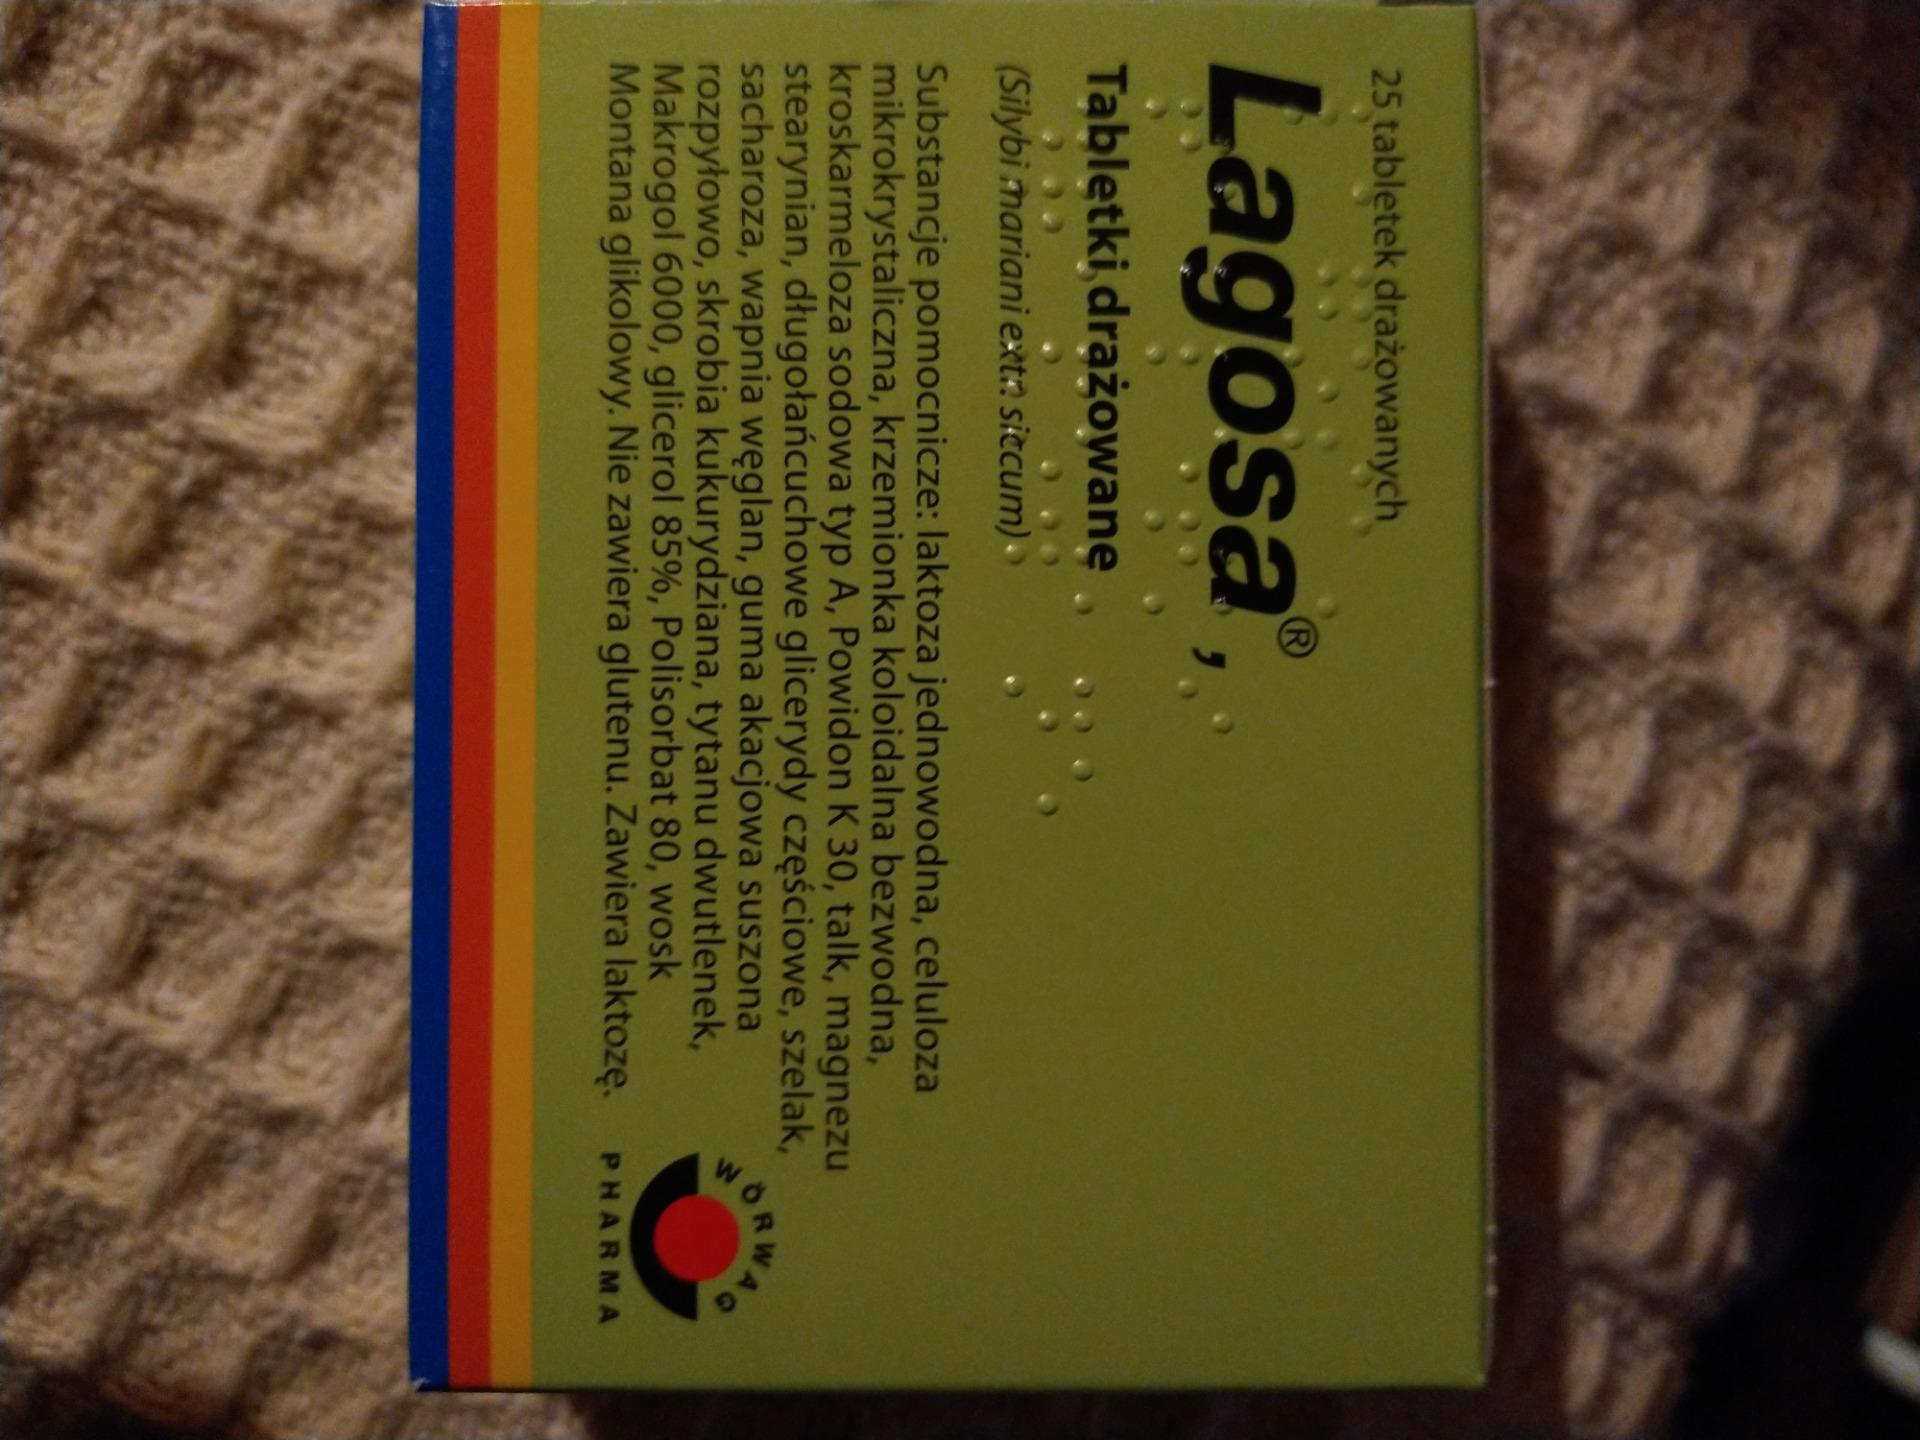 25 tabletek drażowanych
Lagosa®,
Tabletki drażowane
(Silybi mariani extr. siccum)
Substancje pomocnicze: laktoza jednowodna, celuloza
mikrokrystaliczna, krzemionka koloidalna bezwodna,
kroskarmeloza sodowa typ A, Powidon K 30, talk, magnezu
stearynian, długołańcuchowe glicerydy częściowe, szelak,
sacharoza, wapnia węglan, guma akacjowa suszona
rozpyłowo, skrobia kukurydziana, tytanu dwutlenek,
Makrogol 6000, glicerol 85%, Polisorbat 80, wosk
Montana glikolowy. Nie zawiera glutenu. Zawiera laktozę.
WÖRWAG
PHARMA